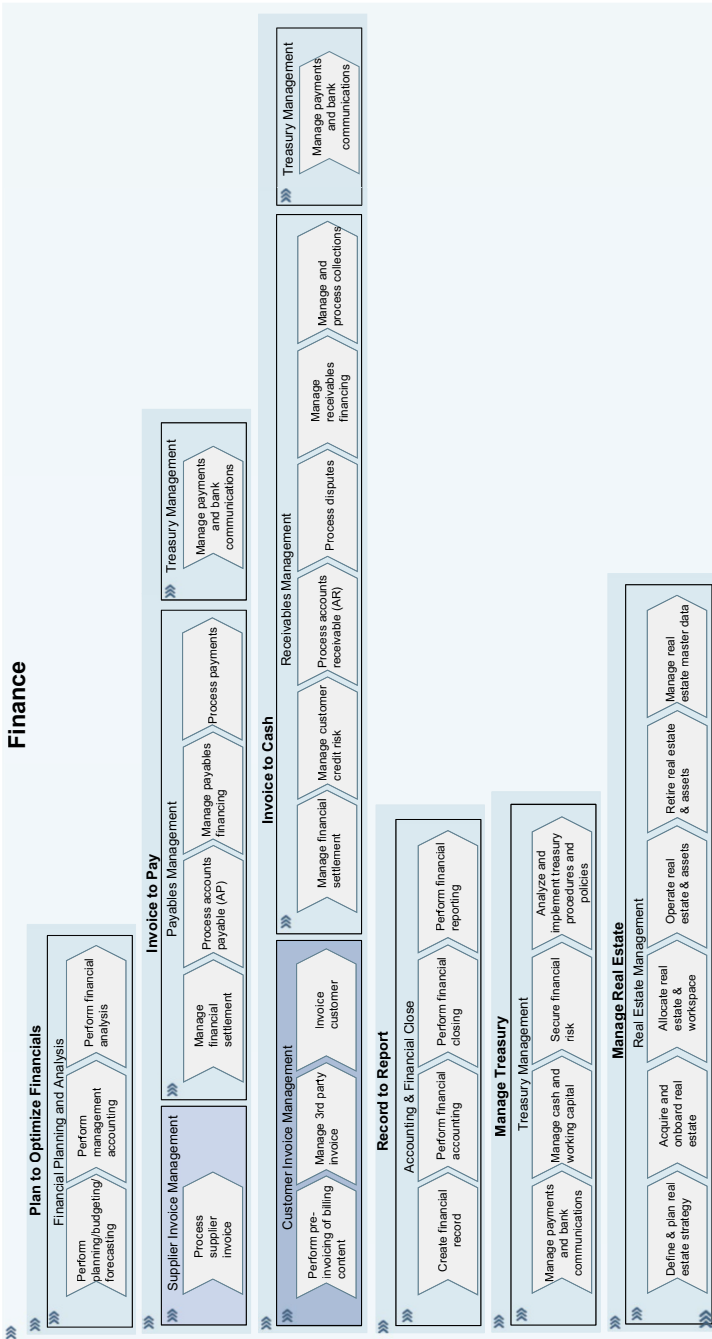 Finance
Plan to Optimize Financials
Financial Planning and Analysis
Perform
planning/budgeting/
forecasting
Perform
management
accounting
Perform financial
analysis
Invoice to Pay
Supplier Invoice Management
Process
supplier
invoice
Payables Management
Manage
financial
settlement
Process accounts
payable (AP)
Manage payables
financing
Process payments
Treasury Management
Manage payments
and bank
communications
Invoice to Cash
Customer Invoice Management
Perform pre-
invoicing of billing
content
Manage 3rd party
invoice
Invoice
customer
Receivables Management
Manage financial
settlement
Manage customer
credit risk
Process accounts
receivable (AR)
Process disputes
Manage
receivables
financing
Manage and
process collections
Treasury Management
Manage payments
and bank
communications
Record to Report
Accounting & Financial Close
Create financial
record
Perform financial
accounting
Perform financial
closing
Perform financial
reporting
Manage Treasury
Treasury Management
Manage payments
and bank
communications
Manage cash and
working capital
Secure financial
risk
Analyze and
implement treasury
procedures and
policies
Manage Real Estate
Real Estate Management
Define & plan real
estate strategy
Acquire and
onboard real
estate
Allocate real
estate &
workspace
Operate real
estate & assets
Retire real estate
& assets
Manage real
estate master data